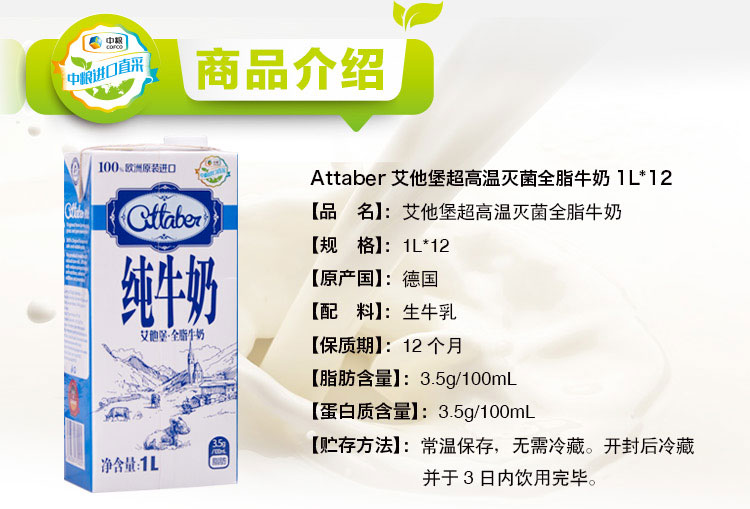 中粮
COFCO
中粮进口直采
商品介绍
100%欧洲原装进口
Attaber
纯牛奶
艾他堡·全脂牛奶
3.5g
/100mL
脂肪
净含量:1L
Attaber 艾他堡超高温灭菌全脂牛奶 1L*12
【品 名】: 艾他堡超高温灭菌全脂牛奶
【规 格】: 1L*12
【原产国】: 德国
【配 料】: 生牛乳
【保质期】: 12 个月
【脂肪含量】: 3.5g/100mL
【蛋白质含量】: 3.5g/100mL
【贮存方法】: 常温保存，无需冷藏。开封后冷藏
并于 3 日内饮用完毕。